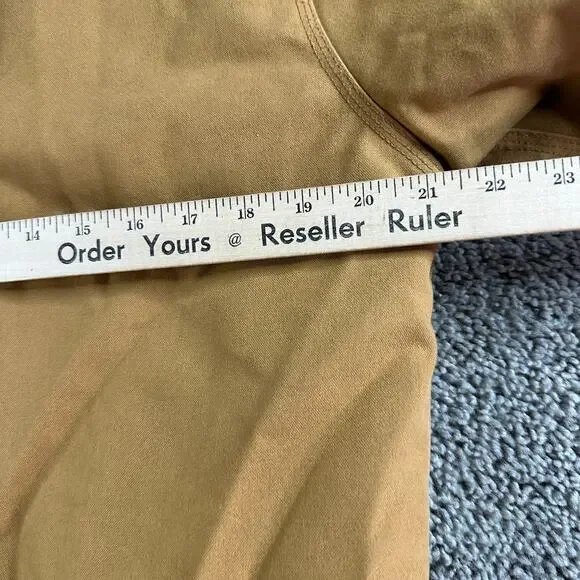 14 15 16 17 18 19 20 21 22 23
Order Yours @ Reseller Ruler